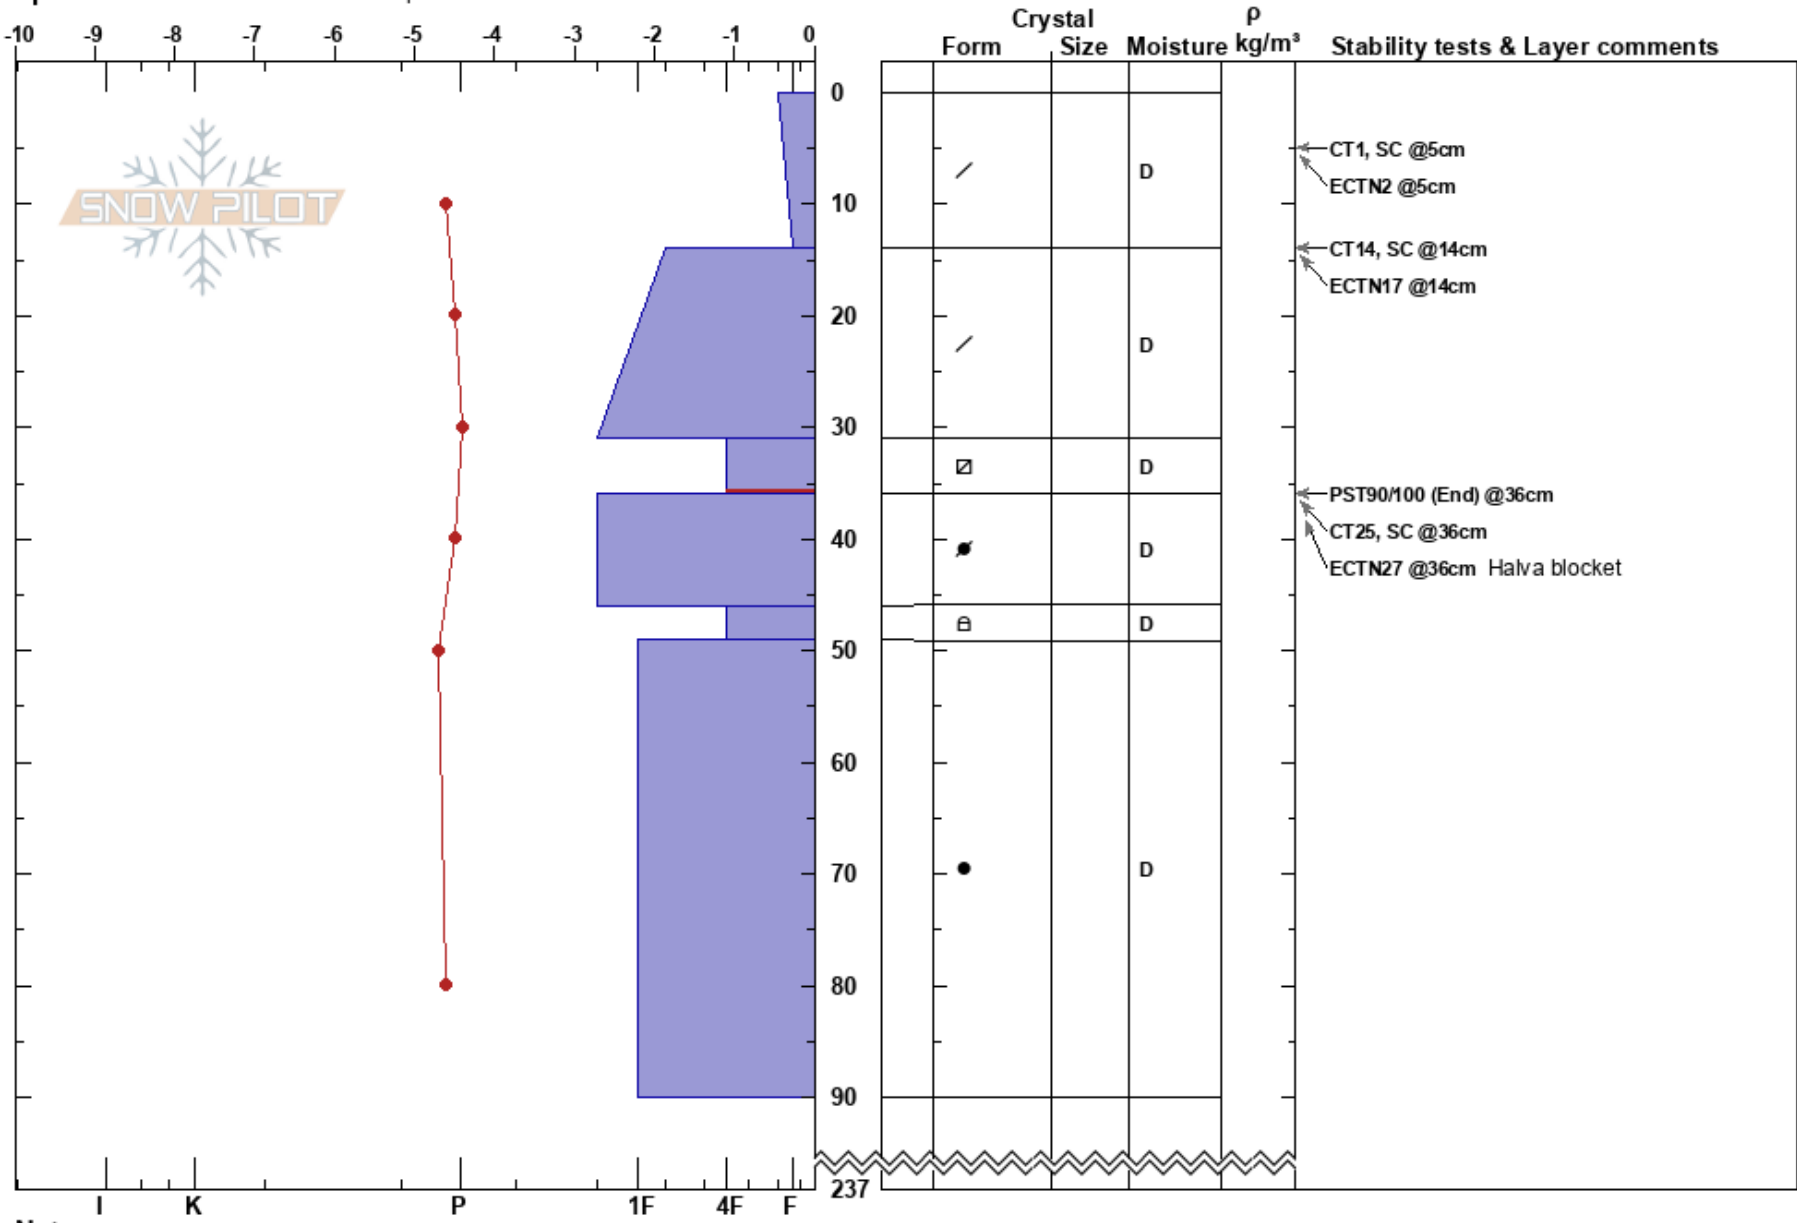 Crystal ρ
-10 -9 -8 -7 -6 -5 -4 -3 -2 -1 0 Form Size Moisture kg/m³ Stability tests & Layer comments
0
CT1, SC @5cm
D
ECTN2 @5cm
SNOW PILOT 10
CT14, SC @14cm
ECTN17 @14cm
20
D
30
D
PST90/100 (End) @36cm
CT25, SC @36cm
40 D
ECTN27 @36cm Halva blocket
D
50
60
70 D
80
90
237
I K P 1F 4F F